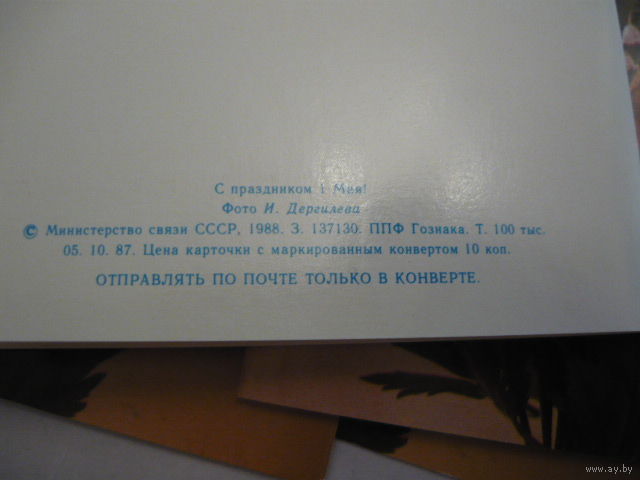 С праздником 1 Мая!
Фото И. Дергилева
© Министерство связи СССР, 1988. З. 137130. ППФ Гознака. Т. 100 тыс.
05. 10. 87. Цена карточки с маркированным конвертом 10 коп.
ОТПРАВЛЯТЬ ПО ПОЧТЕ ТОЛЬКО В КОНВЕРТЕ.
www.ay.by